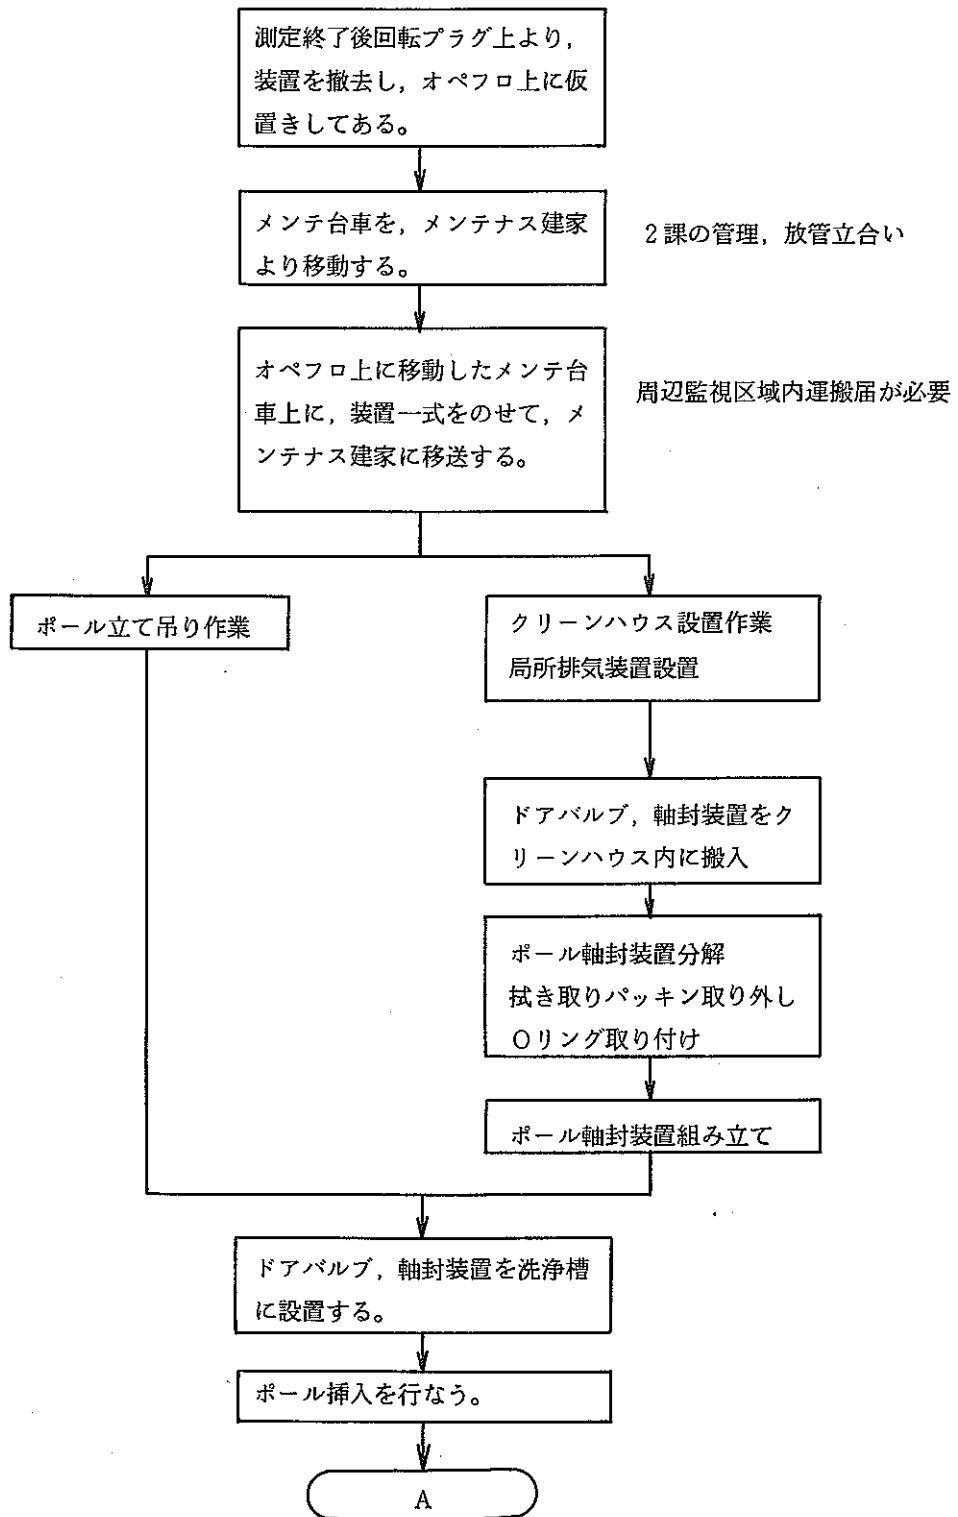 測定終了後回転プラグ上より，
装置を撤去し，オペフロ上に仮
置きしてある。
メンテ台車を，メンテナス建家
より移動する。
2課の管理，放管立合い
オペフロ上に移動したメンテ台
車上に，装置一式をのせて，メ
ンテナス建家に移送する。
周辺監視区域内運搬届が必要
ポール立て吊り作業
クリーンハウス設置作業
局所排気装置設置
ドアバルブ，軸封装置をク
リーンハウス内に搬入
ポール軸封装置分解
拭き取りパッキン取り外し
Oリング取り付け
ポール軸封装置組み立て
ドアバルブ，軸封装置を洗浄槽
に設置する。
ポール挿入を行なう。
A